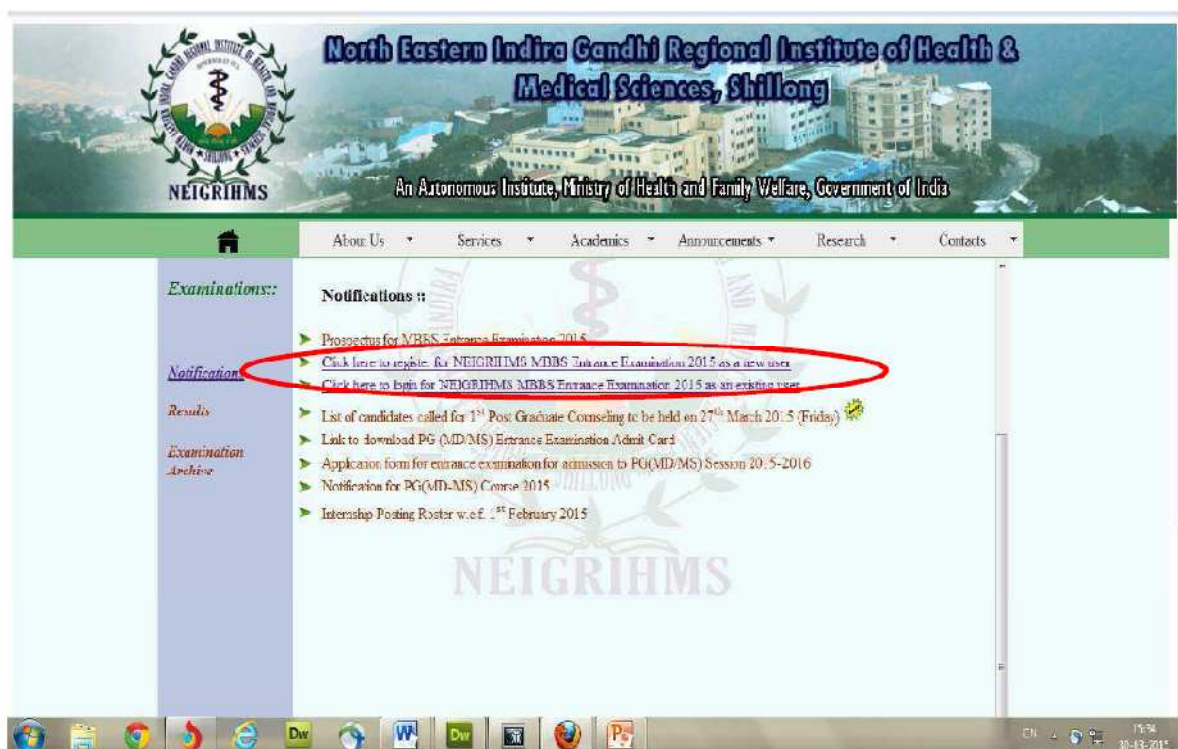 North Eastern Indira Gandhi Regional Institute of Health &
Medical Sciences, Shillong
An Autonomous Institute, Ministry of Health and Family Welfare, Government of India
NEIGRIHMS
About Us
Services
Academics
Announcements
Research
Contacts
Examinations::
Notifications
Results
Examination
Archive
Notifications ::
Prospectus for MBBS Entrance Examination 2015
Click here to register for NEIGRIHMS MBBS Entrance Examination 2015 as a new user
Click here to login for NEIGRIHMS MBBS Entrance Examination 2015 as an existing user
List of candidates called for 1st Post Graduate Counseling to be held on 27th March 2015 (Friday)
Link to download PG (MD/MS) Entrance Examination Admit Card
Application form for entrance examination for admission to PG(MD/MS) Session 2015-2016
Notification for PG(MD-MS) Course 2015
Internship Posting Roster w.e.f. 1st February 2015
NEIGRIHMS
Dw
W
Dw
P
EN